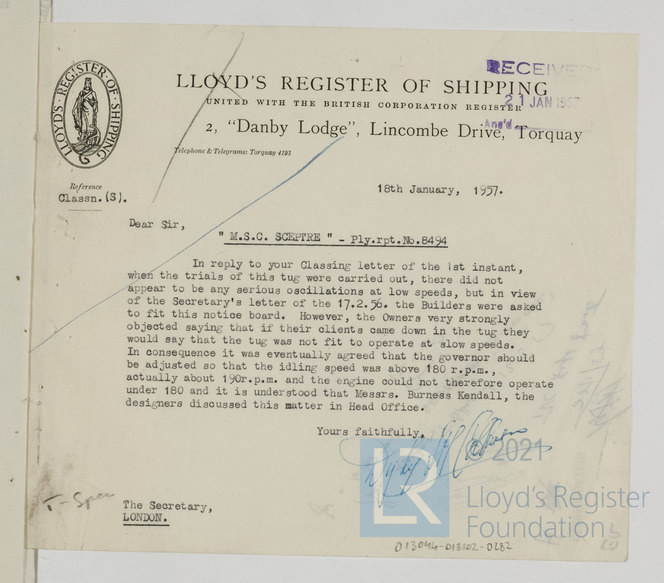 LLOYD'S · REGISTER · OF · SHIPPING
LLOYD'S REGISTER OF SHIPPING
UNITED WITH THE BRITISH CORPORATION REGISTER
2, "Danby Lodge", Lincombe Drive, Torquay
Telephone & Telegrams: Torquay 4193
RECEIVED
21 JAN 1957
Ans'd
Reference
Classn.(S).
18th January, 1957.
Dear Sir,
" M.S.C. SCEPTRE " - Ply.rpt.No.8494
In reply to your Classing letter of the 1st instant,
when the trials of this tug were carried out, there did not
appear to be any serious oscillations at low speeds, but in view
of the Secretary's letter of the 17.2.56. the Builders were asked
to fit this notice board. However, the Owners very strongly
objected saying that if their clients came down in the tug they
would say that the tug was not fit to operate at slow speeds.
In consequence it was eventually agreed that the governor should
be adjusted so that the idling speed was above 180 r.p.m.,
actually about 190r.p.m. and the engine could not therefore operate
under 180 and it is understood that Messrs. Burness Kendall, the
designers discussed this matter in Head Office.
Yours faithfully,
The Secretary,
LONDON.
T-Spee
© 2021
LR
Lloyd's Register
Foundation
013044-013102-0282